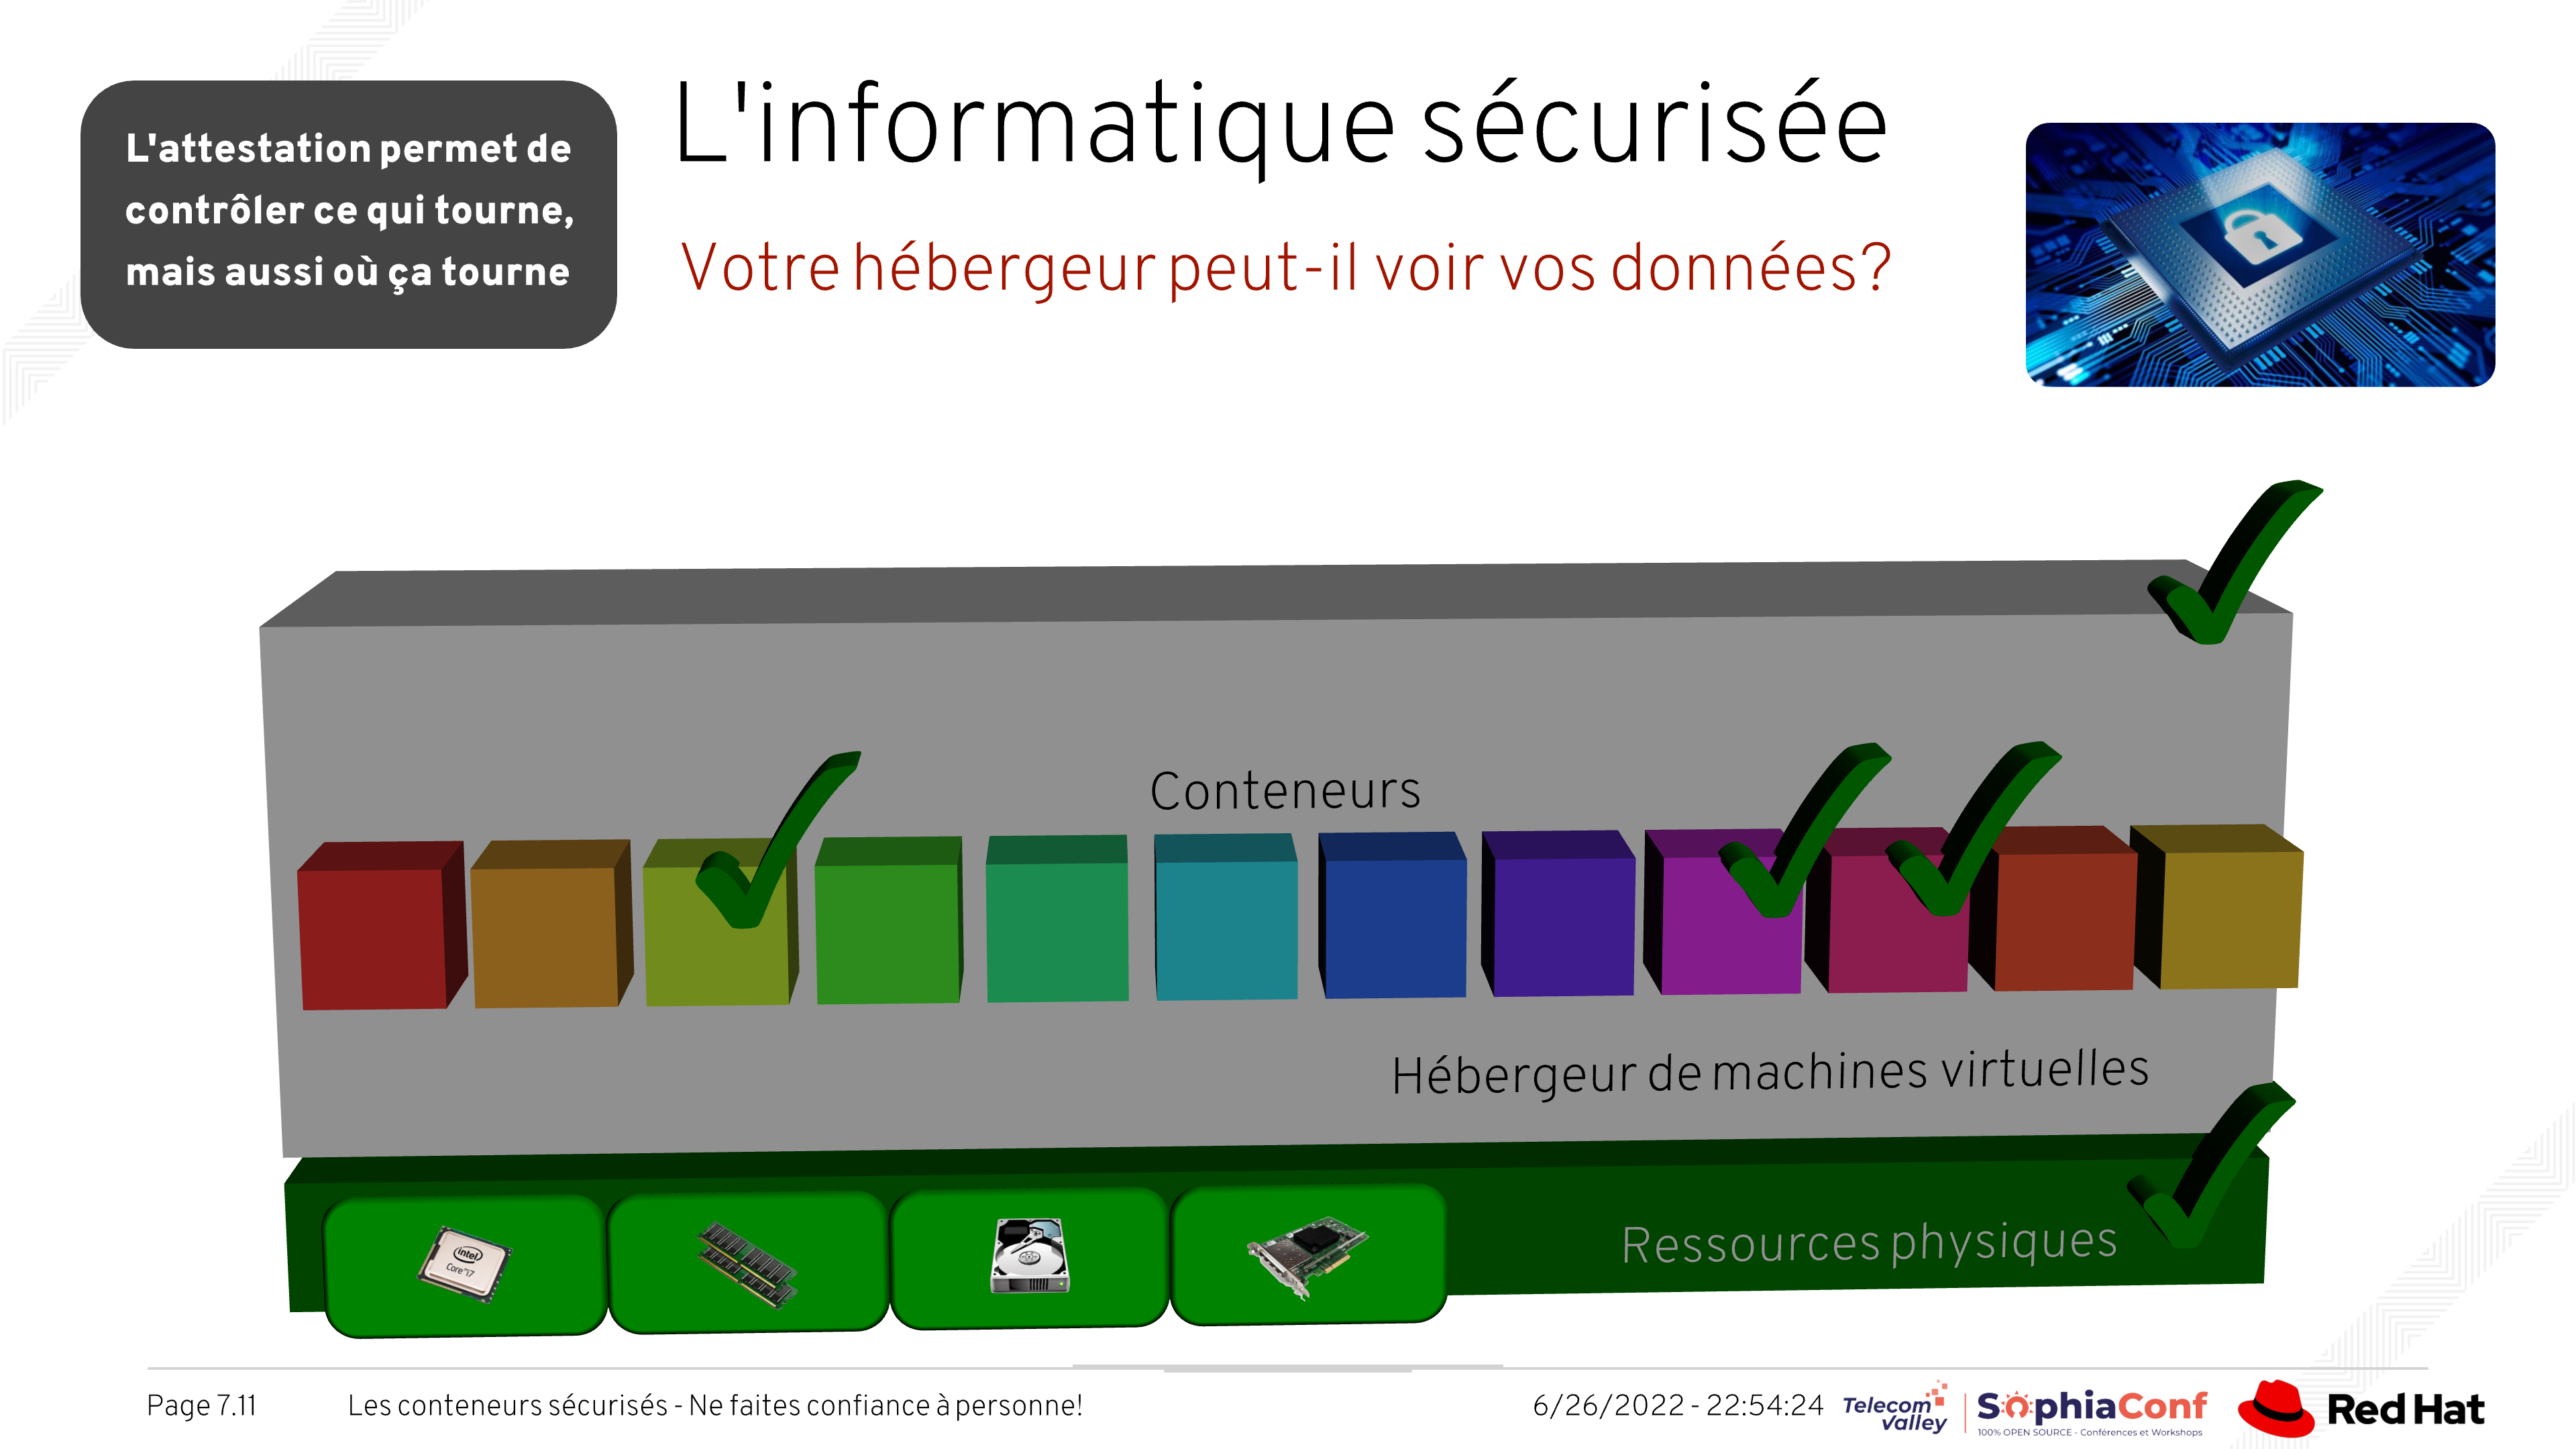 L'attestation permet de
contrôler ce qui tourne,
mais aussi où ça tourne
L'informatique sécurisée
Votre hébergeur peut-il voir vos données?
Conteneurs
Hébergeur de machines virtuelles
intel
Core™i7
Ressources physiques
Page 7.11
Les conteneurs sécurisés - Ne faites confiance à personne!
6/26/2022 - 22:54:24
Telecom
Valley
SophiaConf
100% OPEN SOURCE - Conférences et Workshops
Red Hat